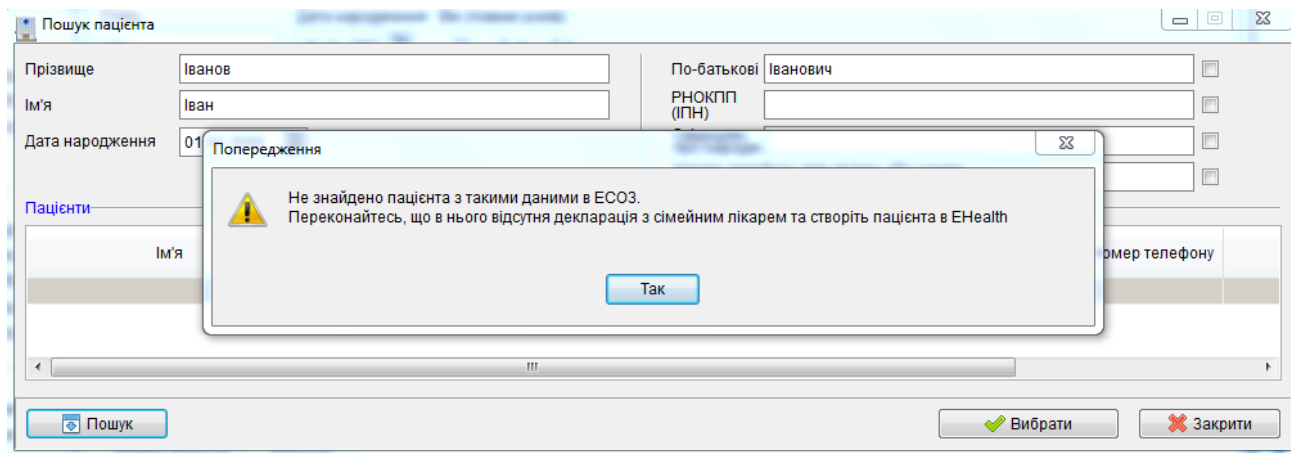 Пошук пацієнта
Прізвище
Іванов
По-батькові
Іванович
Ім'я
Іван
РНОКПП
(ІПН)
Дата народження
01
Попередження
Не знайдено пацієнта з такими даними в ЕСОЗ.
Переконайтесь, що в нього відсутня декларація з сімейним лікарем та створіть пацієнта в EHealth
Так
Пацієнти
Ім'я
омер телефону
Пошук
Вибрати
Закрити